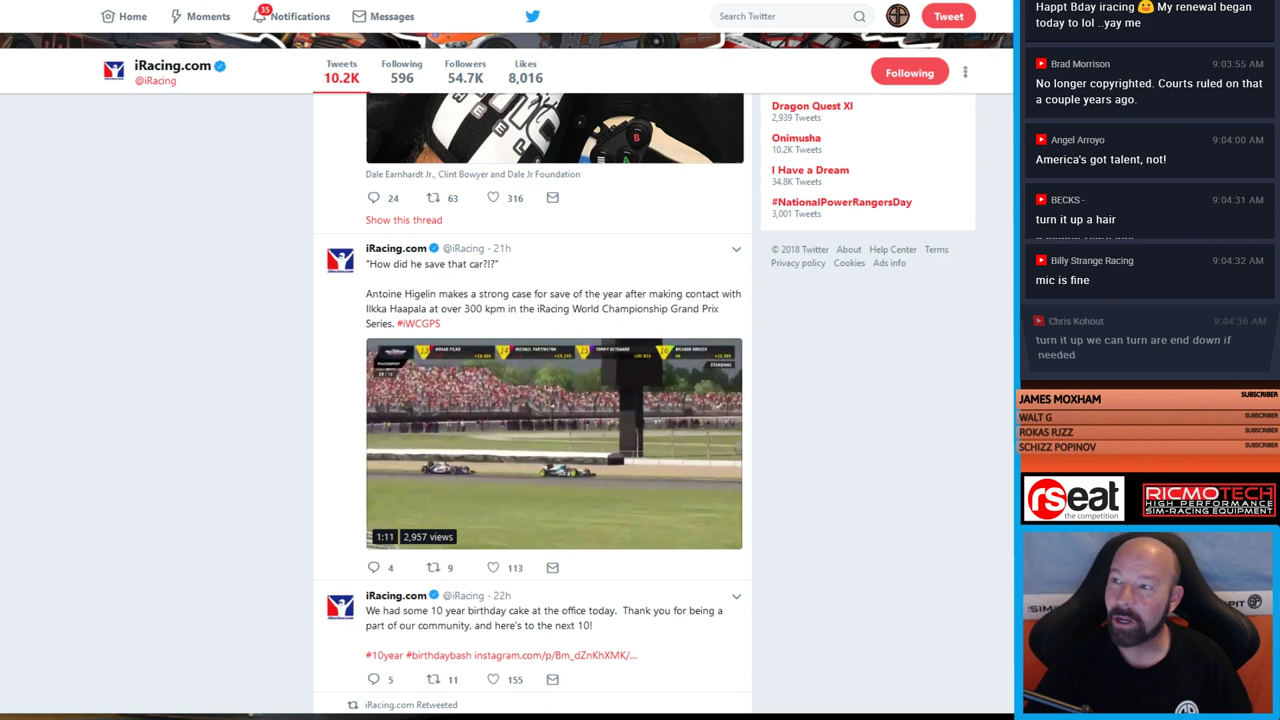 Home
Moments
35
Notifications
Messages
Search Twitter
Tweet
iRacing.com
@iRacing
Tweets
10.2K
Following
596
Followers
54.7K
Likes
8,016
Following
B
A
Dale Earnhardt Jr., Clint Bowyer and Dale Jr Foundation
24
63
316
Show this thread
iRacing.com @iRacing · 21h
"How did he save that car?!?"
Antoine Higelin makes a strong case for save of the year after making contact with
Ilkka Haapala at over 300 kpm in the iRacing World Championship Grand Prix
Series. #iWCGPS
13
14
15
16
STANDINGS
1:11
2,957 views
4
9
113
iRacing.com @iRacing · 22h
We had some 10 year birthday cake at the office today. Thank you for being a
part of our community, and here's to the next 10!
#10year #birthdaybash instagram.com/p/Bm_dZnKhXMK/...
5
11
155
iRacing.com Retweeted
Dragon Quest XI
2,939 Tweets
Onimusha
10.2K Tweets
I Have a Dream
34.8K Tweets
#NationalPowerRangersDay
3,001 Tweets
© 2018 Twitter About Help Center Terms
Privacy policy Cookies Ads info
Happt Bday iracing My renewal began
today to lol ..yay me
Brad Morrison
9:03:55 AM
No longer copyrighted. Courts ruled on that
a couple years ago.
Angel Arroyo
9:04:00 AM
America's got talent, not!
BECKS -
9:04:31 AM
turn it up a hair
Billy Strange Racing
9:04:32 AM
mic is fine
Chris Kohout
9:04:36 AM
turn it up we can turn are end down if
needed
JAMES MOXHAM
SUBSCRIBER
WALT G
SUBSCRIBER
ROKAS RJZZ
SUBSCRIBER
SCHIZZ POPINOV
SUBSCRIBER
rseat
the competition
RICMOTECH
HIGH PERFORMANCE
SIM-RACING EQUIPMENT